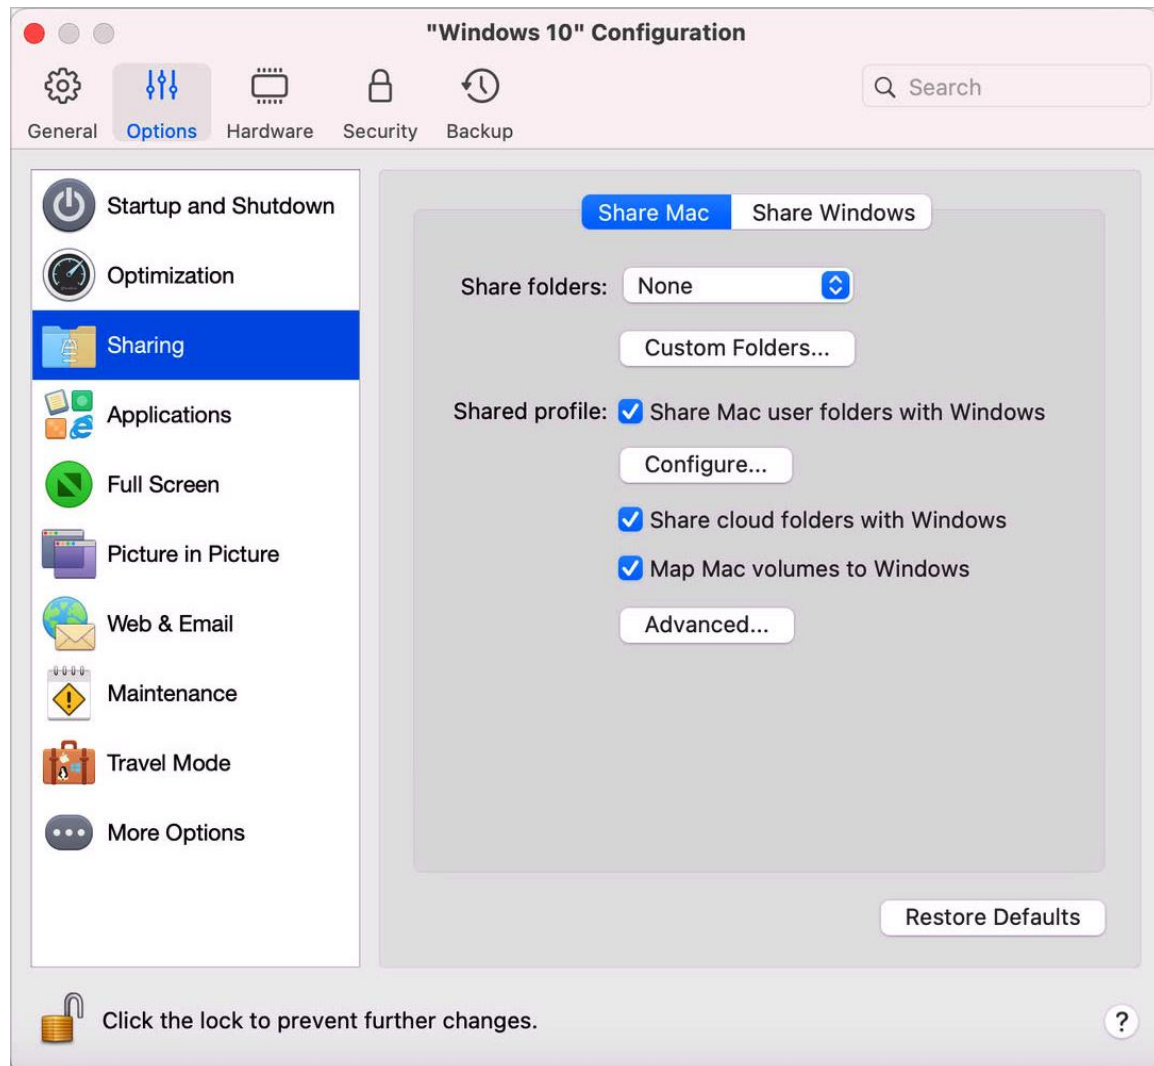 "Windows 10" Configuration
General Options Hardware Security Backup
Search
Startup and Shutdown
Optimization
Sharing
Applications
Full Screen
Picture in Picture
Web & Email
Maintenance
Travel Mode
More Options
Share Mac Share Windows
Share folders: None
Custom Folders...
Shared profile: Share Mac user folders with Windows
Configure...
Share cloud folders with Windows
Map Mac volumes to Windows
Advanced...
Restore Defaults
Click the lock to prevent further changes.
?